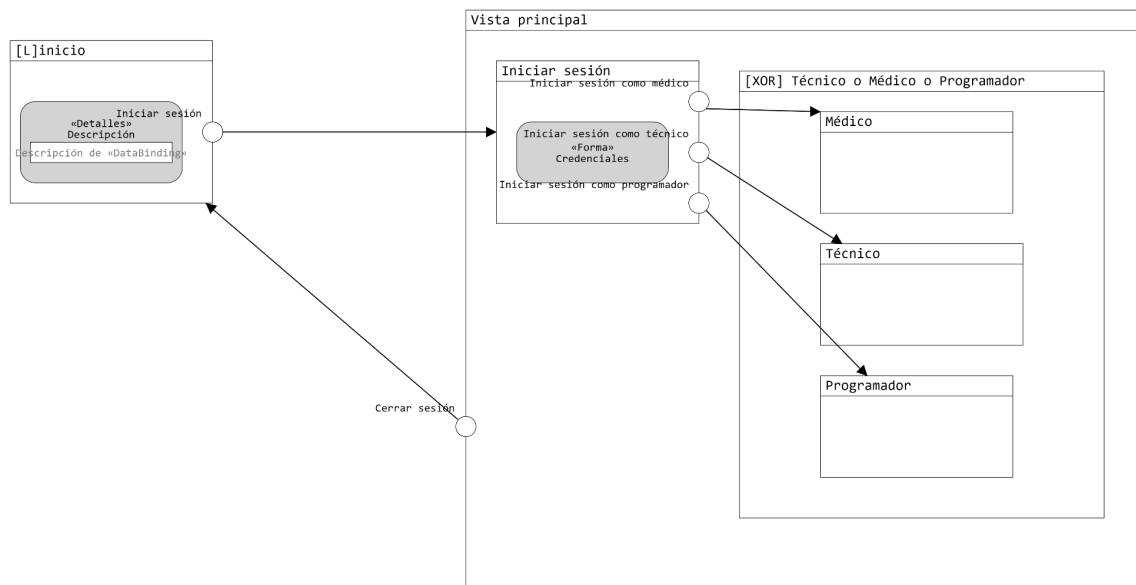 Vista principal
[L]inicio
Iniciar sesión
«Detalles»
Descripción
Descripción de «DataBinding»
Iniciar sesión
Iniciar sesión como médico
Iniciar sesión como técnico
«Forma»
Credenciales
Iniciar sesión como programador
[XOR] Técnico o Médico o Programador
Médico
Técnico
Programador
Cerrar sesión